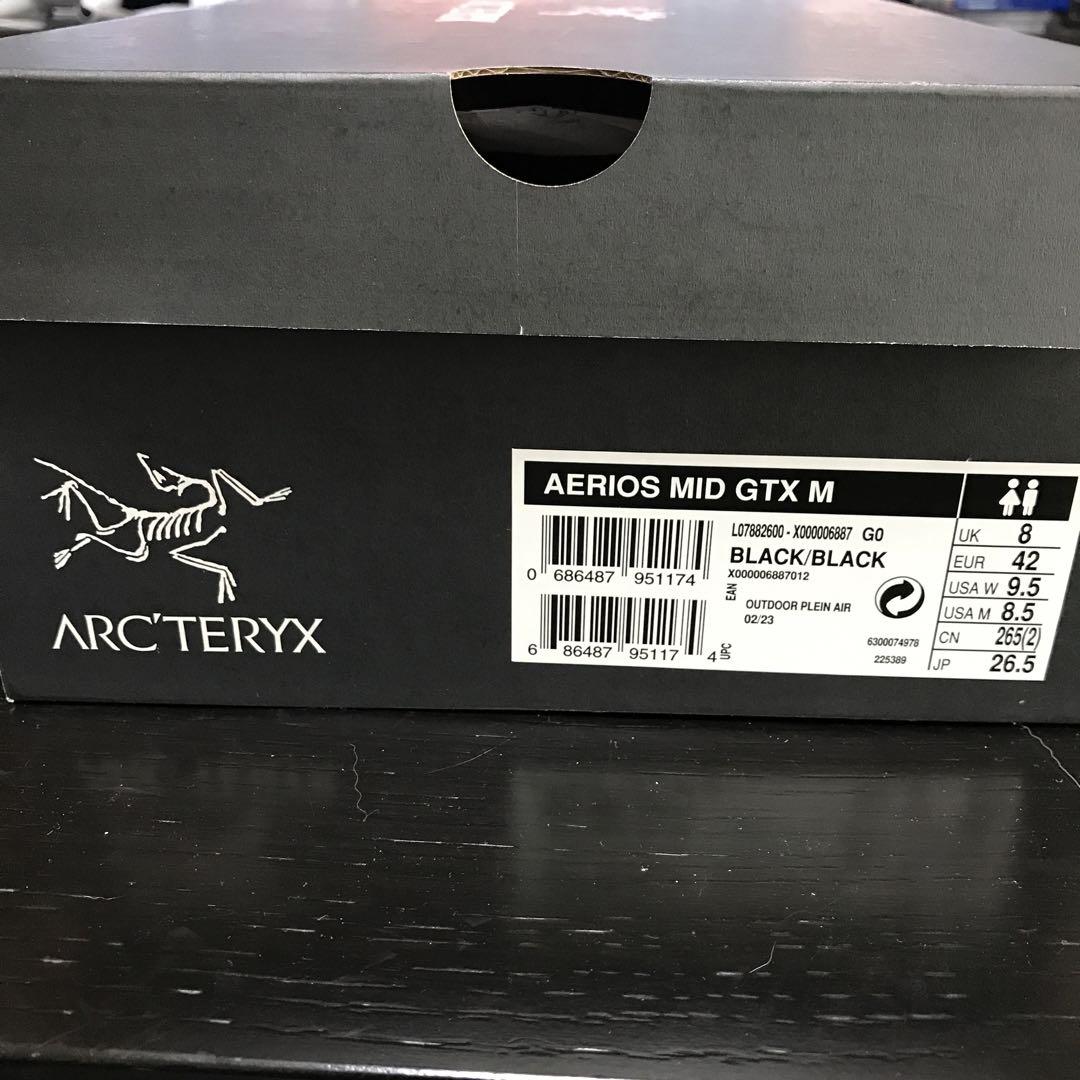 ARC'TERYX
AERIOS MID GTX M
L07882600 - X000006887 GO
BLACK/BLACK
X000006887012
0 686487 951174
EAN
OUTDOOR PLEIN AIR
02/23
6 86487 95117 4
UPC
6300074978
225389
UK 8
EUR 42
USA W 9.5
USA M 8.5
CN 265(2)
JP 26.5